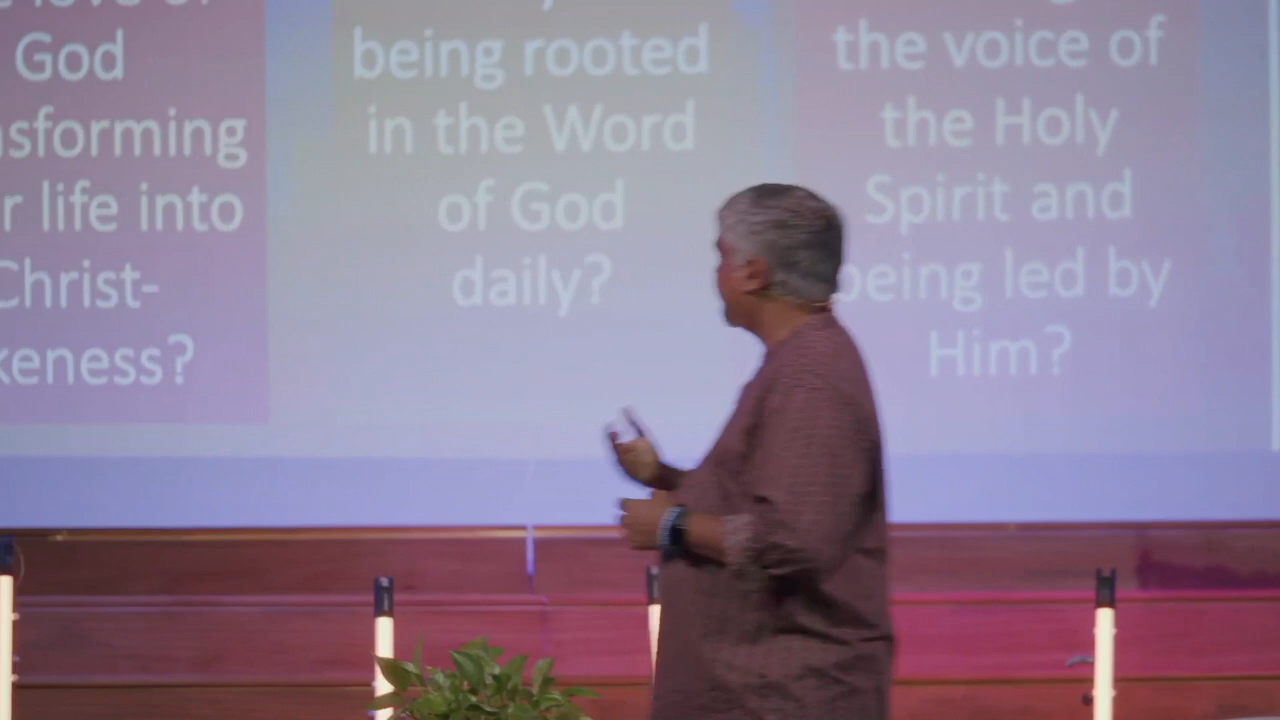 God
nsforming
r life into
Christ-
keness?
being rooted
in the Word
of God
daily?
the voice of
the Holy
Spirit and
being led by
Him?